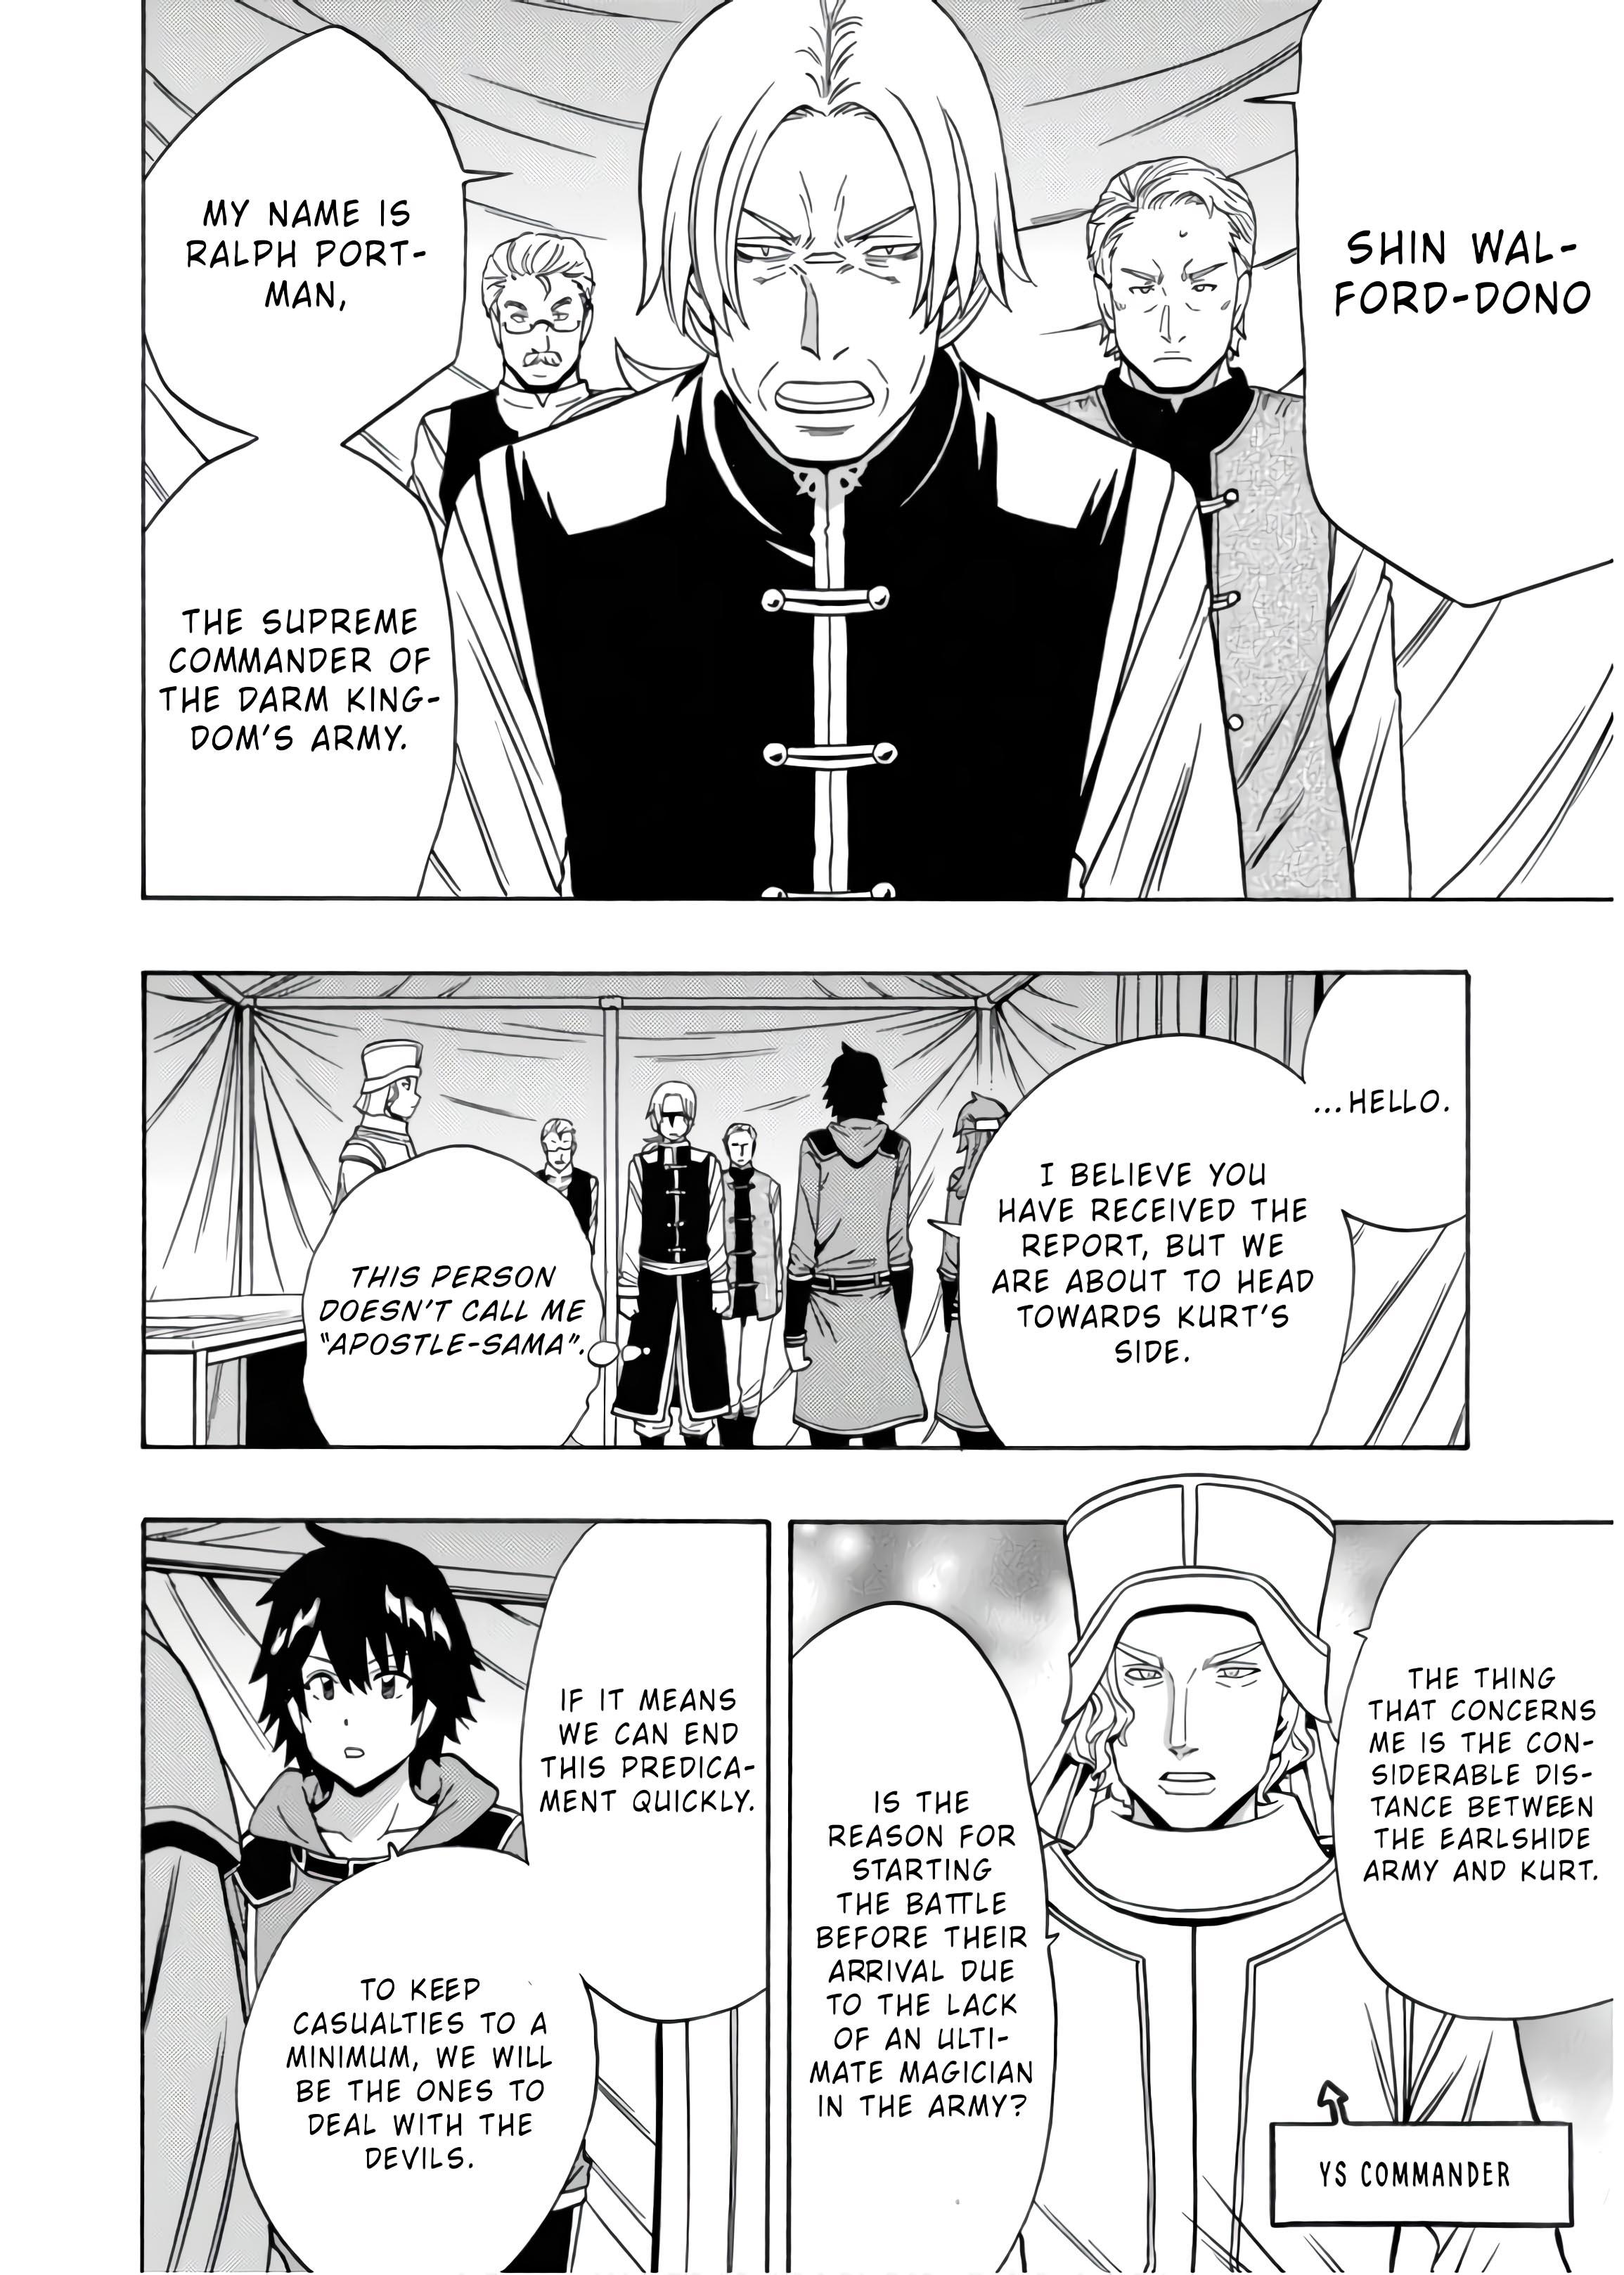 SHIN WAL-
FORD-DONO
MY NAME IS
RALPH PORT-
MAN,
THE SUPREME
COMMANDER OF
THE DARM KING-
DOM'S ARMY.
...HELLO.
I BELIEVE YOU
HAVE RECEIVED THE
REPORT, BUT WE
ARE ABOUT TO HEAD
TOWARDS KURT'S
SIDE.
THIS PERSON
DOESN'T CALL ME
"APOSTLE-SAMA".
THE THING
THAT CONCERNS
ME IS THE CON-
SIDERABLE DIS-
TANCE BETWEEN
THE EARLSHIDE
ARMY AND KURT.
IS THE
REASON FOR
STARTING
THE BATTLE
BEFORE THEIR
ARRIVAL DUE
TO THE LACK
OF AN ULTI-
MATE MAGICIAN
IN THE ARMY?
YS COMMANDER
IF IT MEANS
WE CAN END
THIS PREDICA-
MENT QUICKLY.
TO KEEP
CASUALTIES TO A
MINIMUM, WE WILL
BE THE ONES TO
DEAL WITH THE
DEVILS.